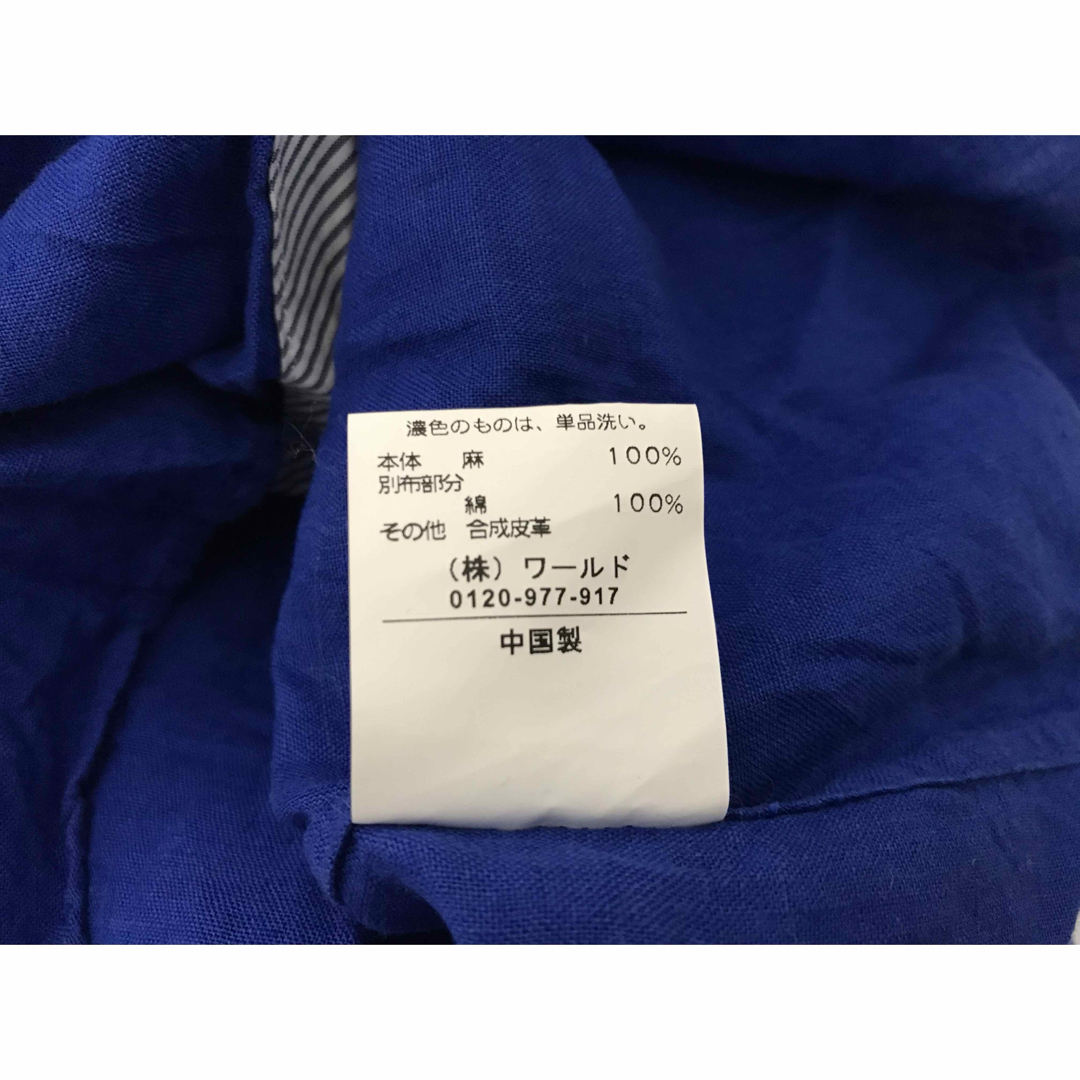 濃色のものは、単品洗い。
本体 麻 100%
別布部分
綿 100%
その他 合成皮革
(株)ワールド
0120-977-917
中国製